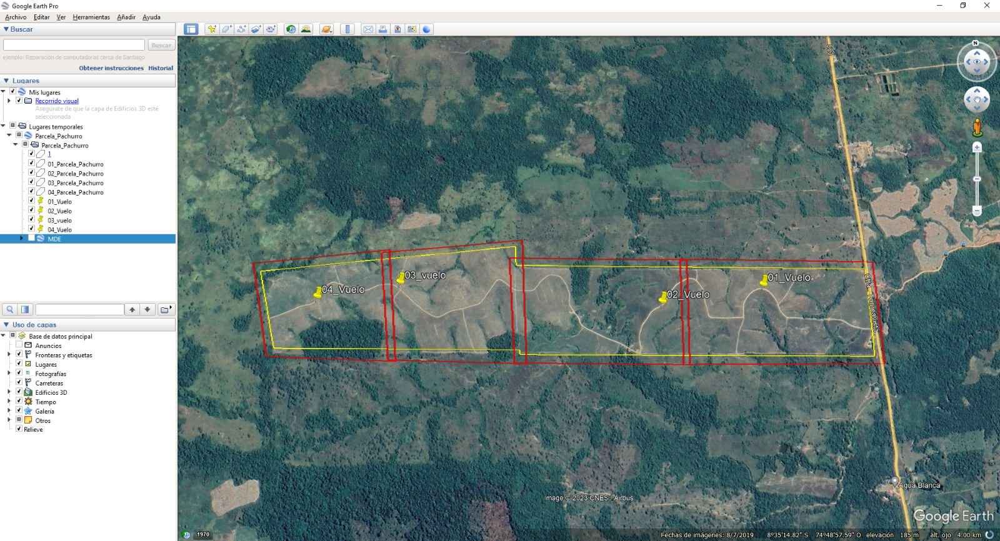 Google Earth Pro
Archivo Editar Ver Herramientas Añadir Ayuda
Buscar
Buscar
ejemplo: Reparación de computadoras cerca de Santiago
Obtener instrucciones Historial
Lugares
Mis lugares
Recorrido visual
Asegúrate de que la capa de Edificios 3D esté
seleccionada
Lugares temporales
Parcela_Pachurro
Parcela_Pachurro
1
01_Parcela_Pachurro
02_Parcela_Pachurro
03_Parcela_Pachurro
04_Parcela_Pachurro
01_Vuelo
02_Vuelo
03_vuelo
04_Vuelo
MDE
Uso de capas
Base de datos principal
Anuncios
Fronteras y etiquetas
Lugares
Fotografías
Carreteras
Edificios 3D
Tiempo
Galería
Otros
Relieve
N
04_Vuelo
03_vuelo
02_Vuelo
01_Vuelo
Ctra. Tournavista
Agua Blanca
Image © 2023 CNES / Airbus
Google Earth
1970
Fechas de imágenes: 8/7/2019 8°35'14.82" S 74°48'57.59" O elevación 185 m alt. ojo 4.00 km